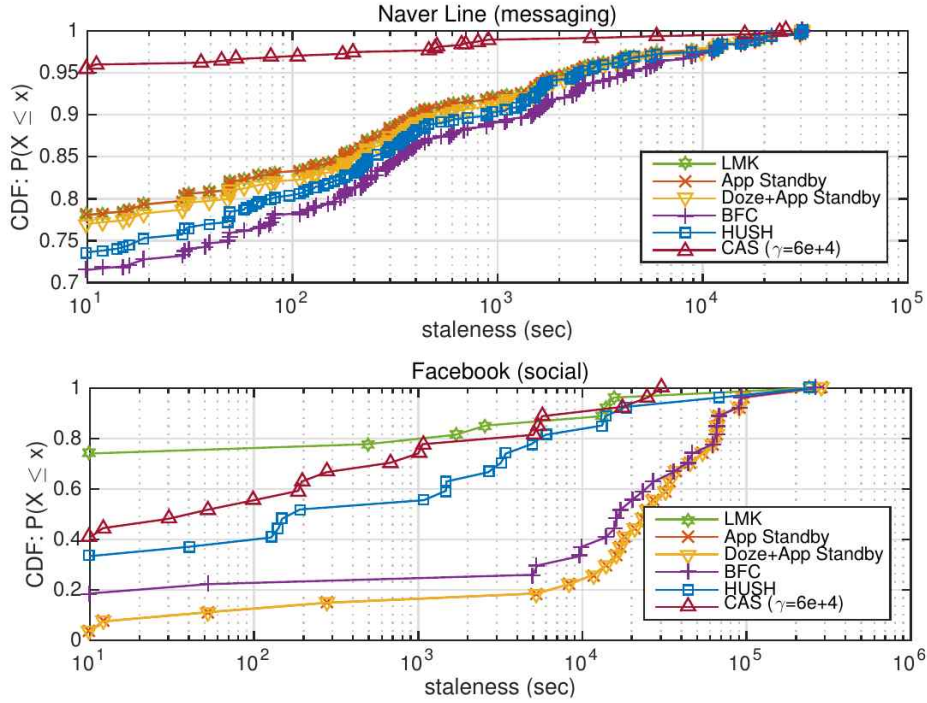 Naver Line (messaging)
1
0.95
0.9
0.85
0.8
0.75
0.7
CDF: P(X ≤ x)
LMK
App Standby
Doze+App Standby
BFC
HUSH
CAS (γ=6e+4)
10^1 10^2 10^3 10^4 10^5
staleness (sec)
Facebook (social)
1
0.8
0.6
0.4
0.2
0
CDF: P(X ≤ x)
LMK
App Standby
Doze+App Standby
BFC
HUSH
CAS (γ=6e+4)
10^1 10^2 10^3 10^4 10^5 10^6
staleness (sec)